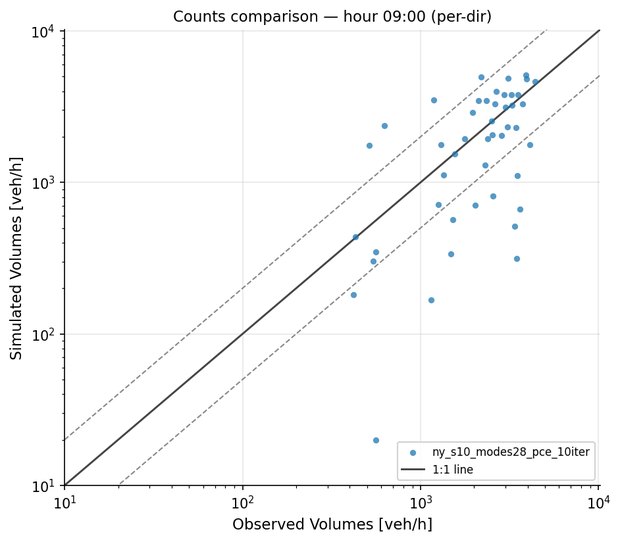 Counts comparison — hour 09:00 (per-dir)
Simulated Volumes [veh/h]
10^4
10^3
10^2
10^1
10^1
10^2
10^3
10^4
Observed Volumes [veh/h]
ny_s10_modes28_pce_10iter
1:1 line